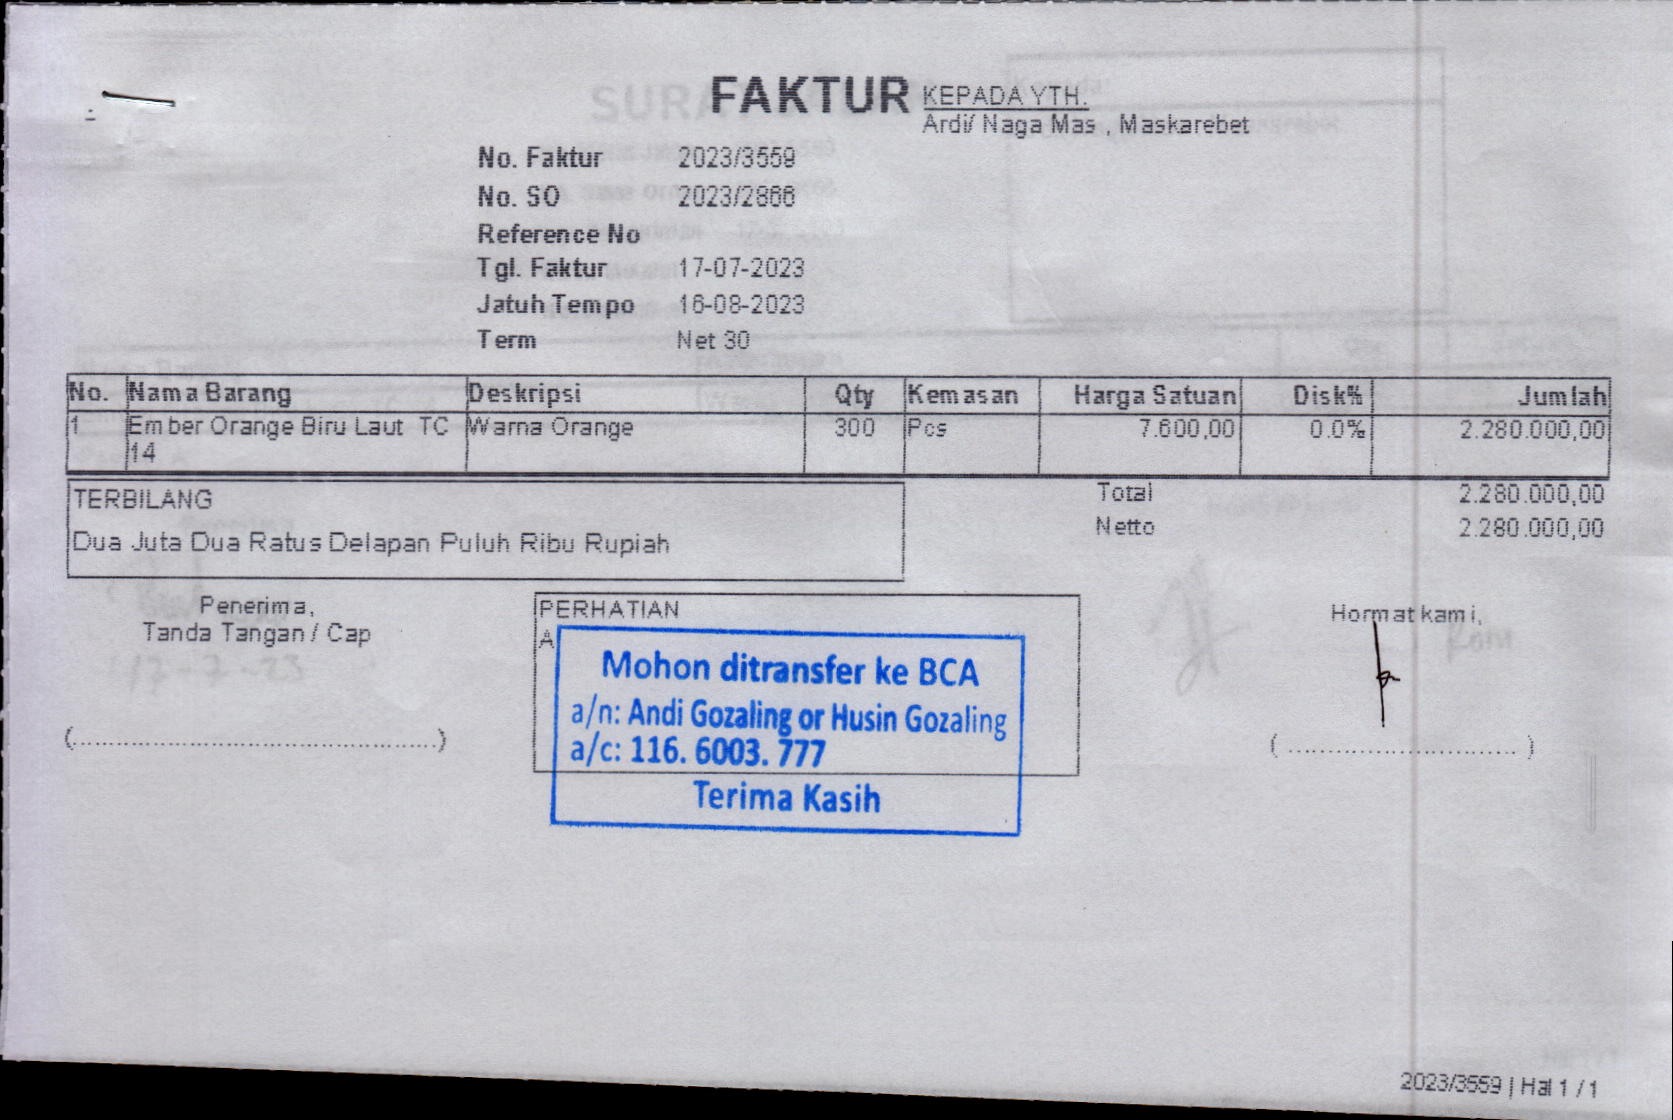 FAKTUR
KEPADA YTH.
Ardi/ Naga Mas , Maskarebet
No. Faktur 2023/3559
No. SO 2023/2866
Reference No
Tgl. Faktur 17-07-2023
Jatuh Tempo 16-08-2023
Term Net 30
No. Nama Barang Deskripsi Qty Kemasan Harga Satuan Disk% Jumlah
1 Ember Orange Biru Laut TC Warna Orange 300 Pcs 7.600,00 0.0% 2.280.000,00
14
TERBILANG
Dua Juta Dua Ratus Delapan Puluh Ribu Rupiah
Total 2.280.000,00
Netto 2.280.000,00
Penerima,
Tanda Tangan / Cap
(..........................................)
PERHATIAN
A
Mohon ditransfer ke BCA
a/n: Andi Gozaling or Husin Gozaling
a/c: 116. 6003. 777
Terima Kasih
Hormat kami,
( ............................ )
17-7-23
2023/3559 | Hal 1 / 1